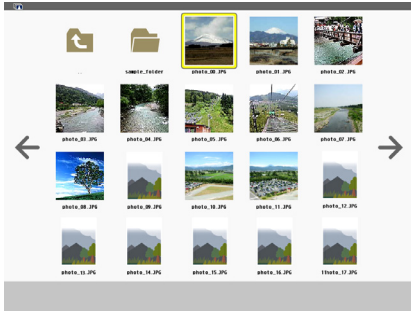 ..
sample_folder
photo_00.JPG
photo_01.JPG
photo_02.JPG
photo_03.JPG
photo_04.JPG
photo_05.JPG
photo_06.JPG
photo_07.JPG
photo_08.JPG
photo_09.JPG
photo_10.JPG
photo_11.JPG
photo_12.JPG
photo_13.JPG
photo_14.JPG
photo_15.JPG
photo_16.JPG
thoto_17.JPG